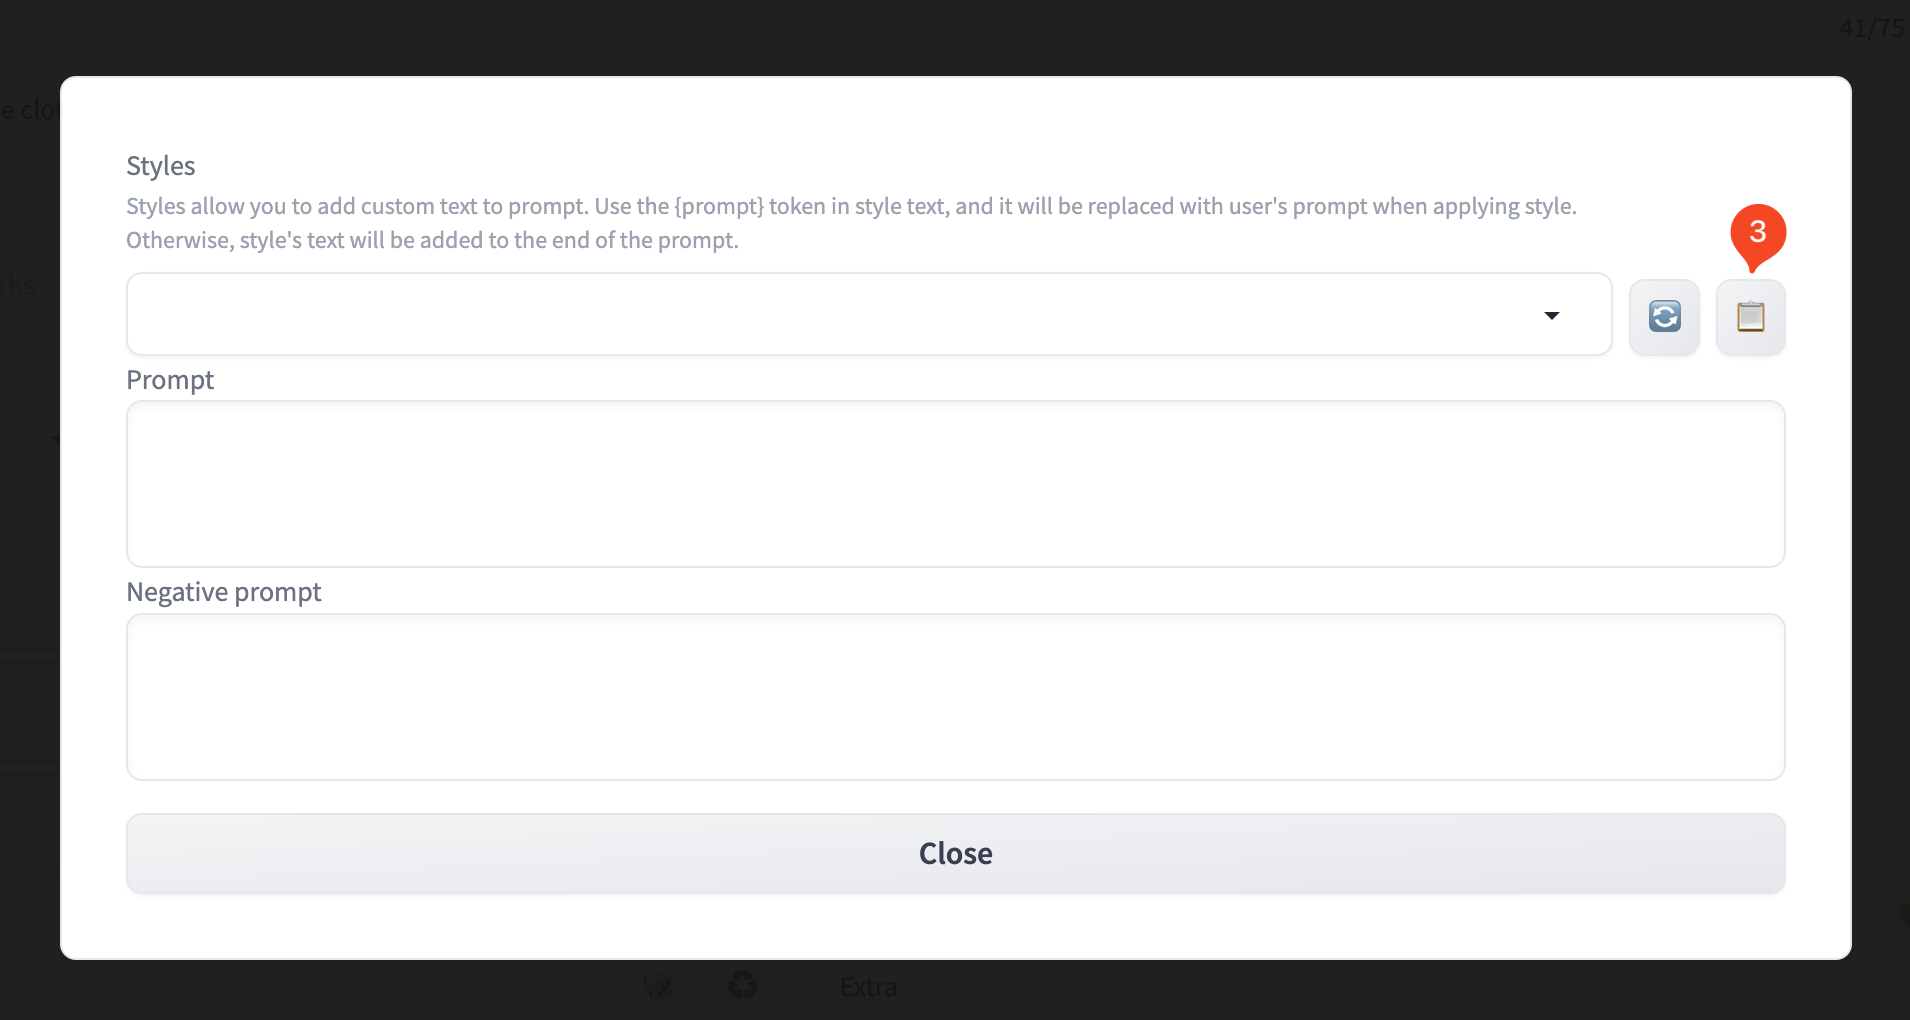 41/75
e clo
Styles
Styles allow you to add custom text to prompt. Use the {prompt} token in style text, and it will be replaced with user's prompt when applying style.
Otherwise, style's text will be added to the end of the prompt.
3
rks
Prompt
Negative prompt
Close
Extra